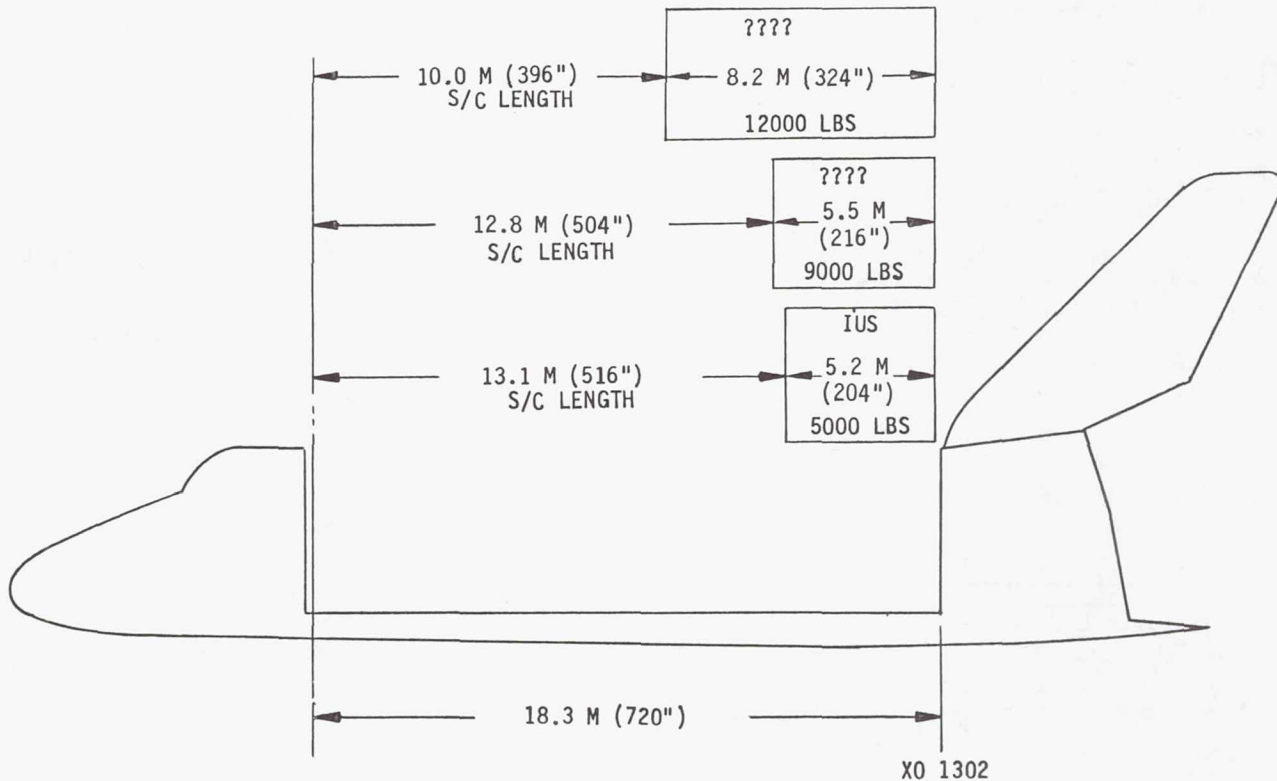 ????
10.0 M (396")
S/C LENGTH
8.2 M (324")
12000 LBS
????
12.8 M (504")
S/C LENGTH
5.5 M
(216")
9000 LBS
IUS
13.1 M (516")
S/C LENGTH
5.2 M
(204")
5000 LBS
18.3 M (720")
XO 1302